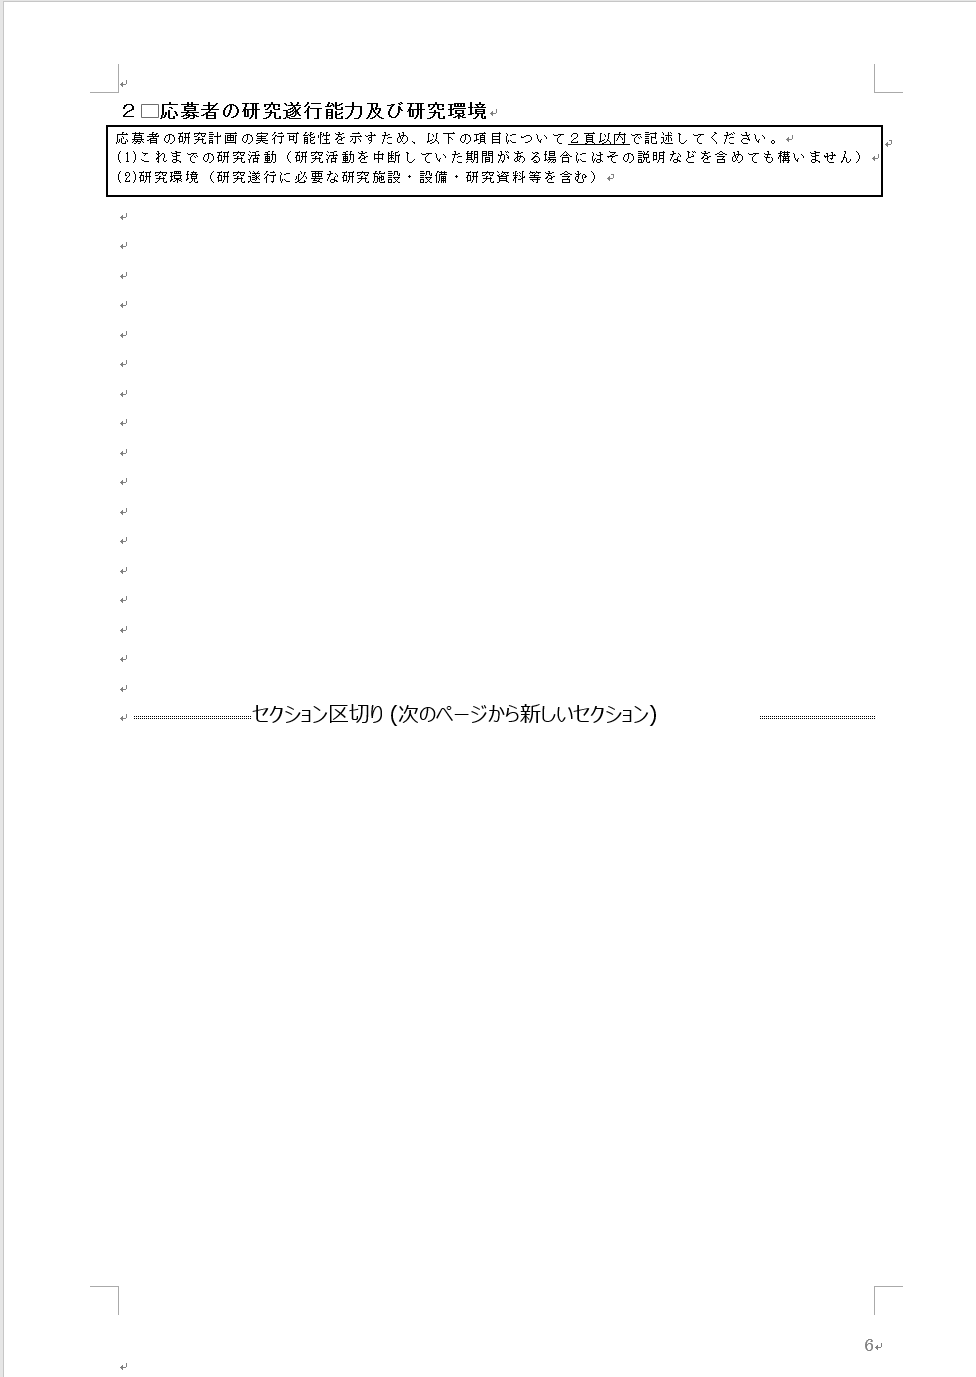 ２□応募者の研究遂行能力及び研究環境
応募者の研究計画の実行可能性を示すため、以下の項目について２頁以内で記述してください。
(1)これまでの研究活動（研究活動を中断していた期間がある場合にはその説明などを含めても構いません）
(2)研究環境（研究遂行に必要な研究施設・設備・研究資料等を含む）
セクション区切り (次のページから新しいセクション)
6